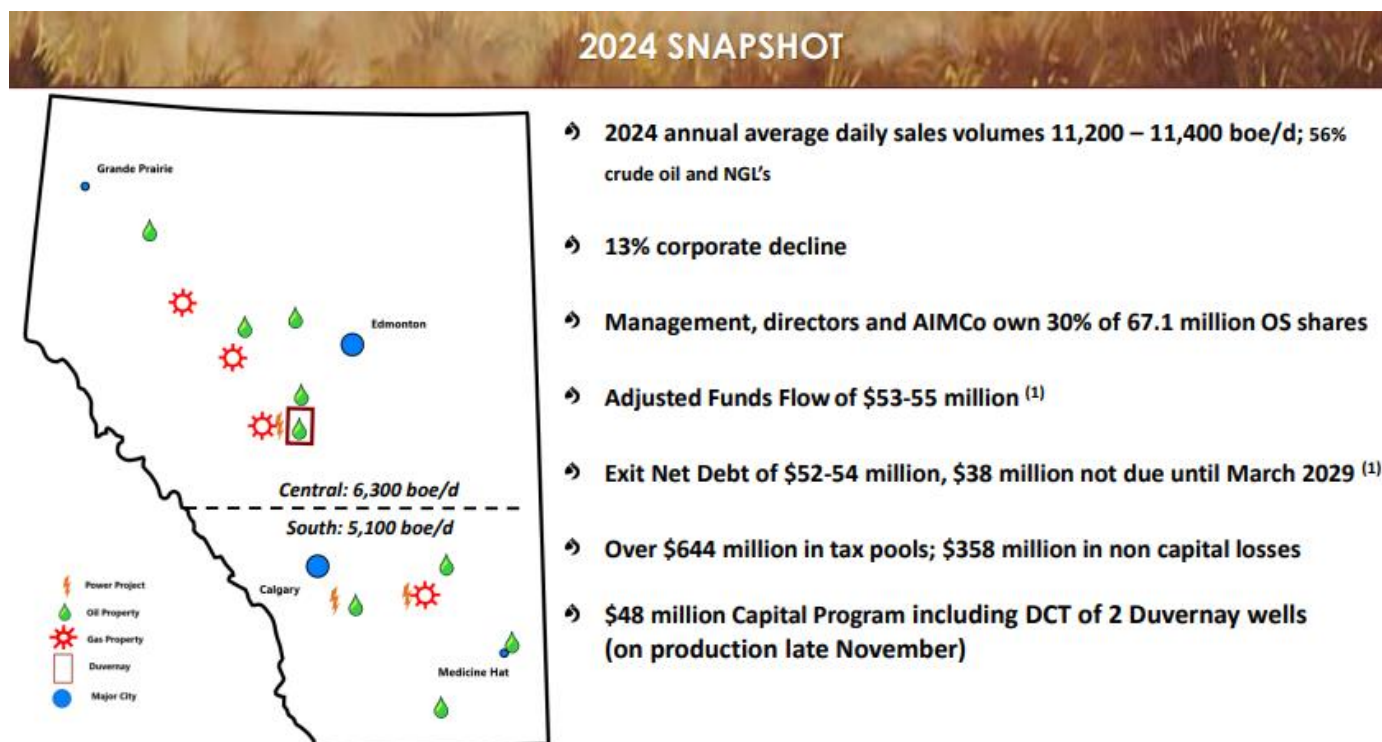 2024 SNAPSHOT
Grande Prairie
Edmonton
Central: 6,300 boe/d
South: 5,100 boe/d
Calgary
Medicine Hat
Power Project
Oil Property
Gas Property
Duvernay
Major City
2024 annual average daily sales volumes 11,200 – 11,400 boe/d; 56%
crude oil and NGL's
13% corporate decline
Management, directors and AIMCo own 30% of 67.1 million OS shares
Adjusted Funds Flow of $53-55 million (1)
Exit Net Debt of $52-54 million, $38 million not due until March 2029 (1)
Over $644 million in tax pools; $358 million in non capital losses
$48 million Capital Program including DCT of 2 Duvernay wells
(on production late November)